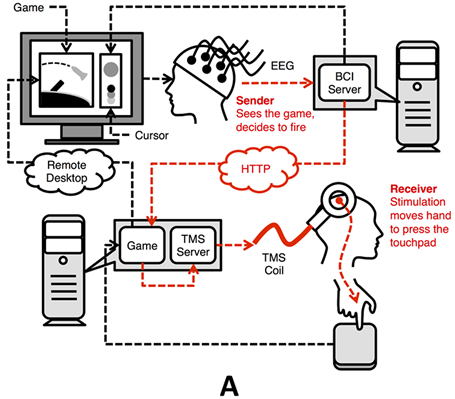 Game
EEG
BCI
Server
Sender
Sees the game,
decides to fire
Cursor
Remote
Desktop
HTTP
Receiver
Stimulation
moves hand
to press the
touchpad
Game
TMS
Server
TMS
Coil
A